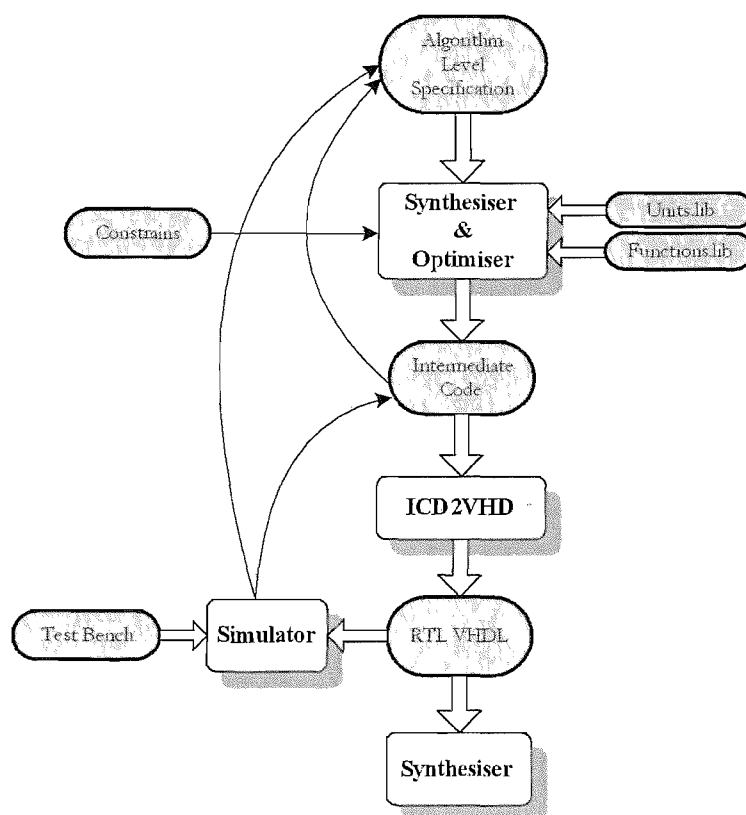 Algorithm
Level
Specification
Synthesiser
&
Optimiser
Units.lib
Functions.lib
Constrains
Intermediate
Code
ICD2VHD
Test Bench
Simulator
RTL VHDL
Synthesiser